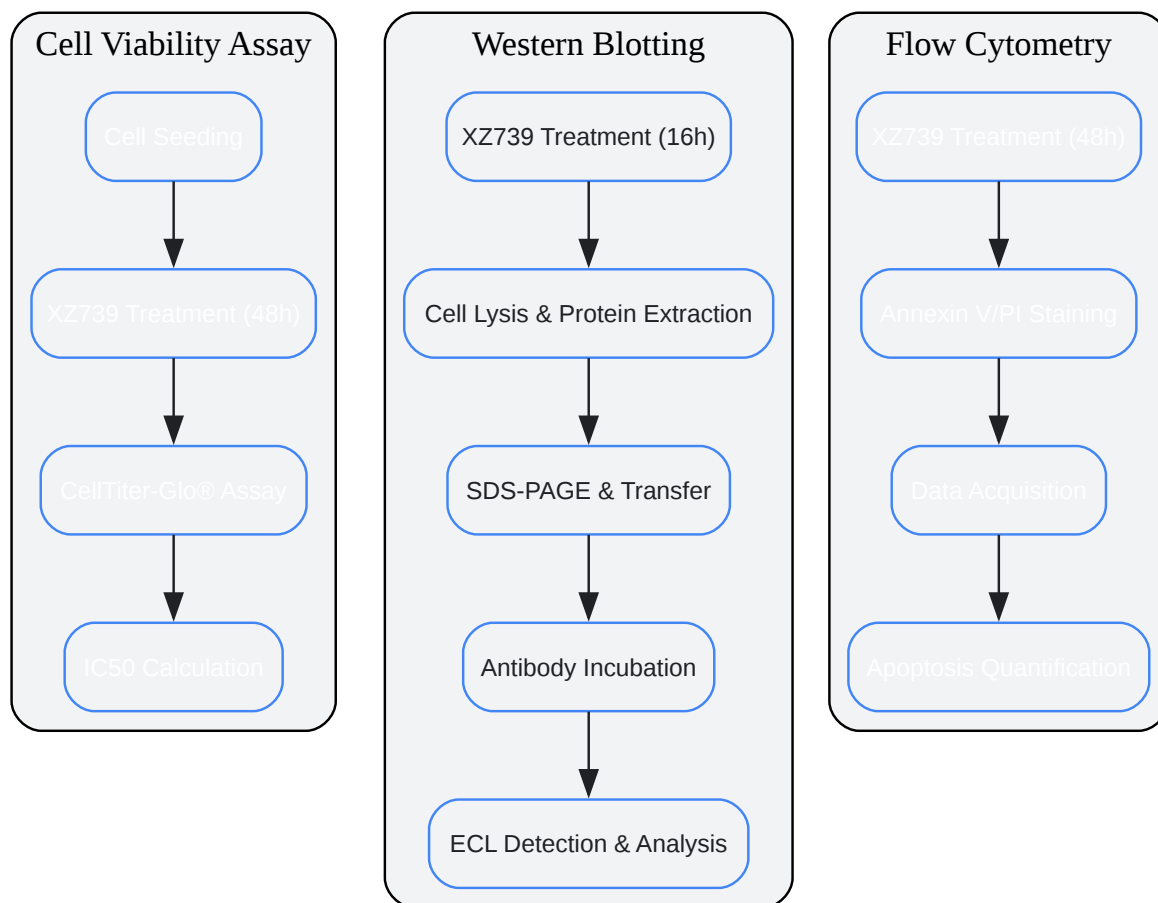 Cell Viability Assay
Cell Seeding
XZ739 Treatment (48h)
CellTiter-Glo® Assay
IC50 Calculation
Western Blotting
XZ739 Treatment (16h)
Cell Lysis & Protein Extraction
SDS-PAGE & Transfer
Antibody Incubation
ECL Detection & Analysis
Flow Cytometry
XZ739 Treatment (48h)
Annexin V/PI Staining
Data Acquisition
Apoptosis Quantification